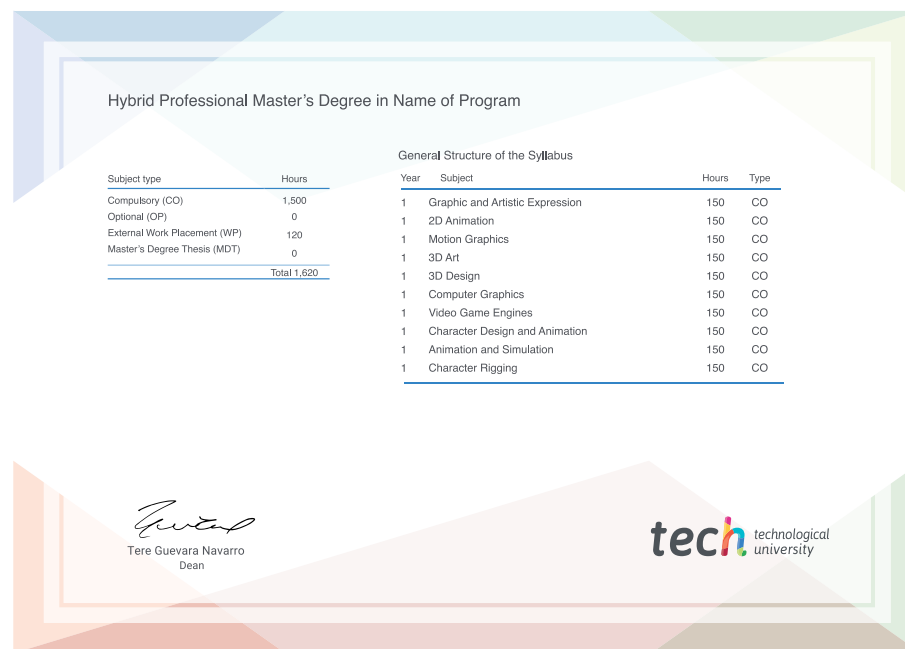 Hybrid Professional Master's Degree in Name of Program
Subject type Hours
Compulsory (CO) 1,500
Optional (OP) 0
External Work Placement (WP) 120
Master's Degree Thesis (MDT) 0
Total 1,620
General Structure of the Syllabus
Year Subject Hours Type
1 Graphic and Artistic Expression 150 CO
1 2D Animation 150 CO
1 Motion Graphics 150 CO
1 3D Art 150 CO
1 3D Design 150 CO
1 Computer Graphics 150 CO
1 Video Game Engines 150 CO
1 Character Design and Animation 150 CO
1 Animation and Simulation 150 CO
1 Character Rigging 150 CO
Tere Guevara Navarro
Dean
tech technological
university